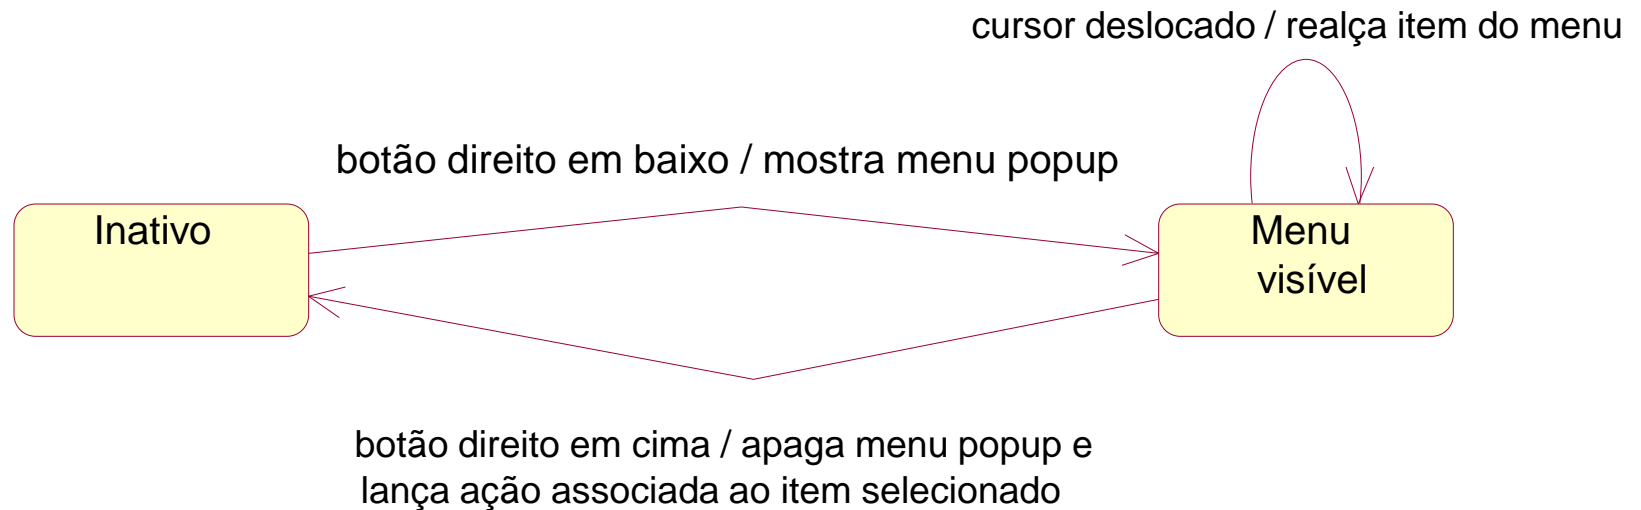 cursor deslocado / realça item do menu
botão direito em baixo / mostra menu popup
Inativo
Menu
visível
botão direito em cima / apaga menu popup e
lança ação associada ao item selecionado